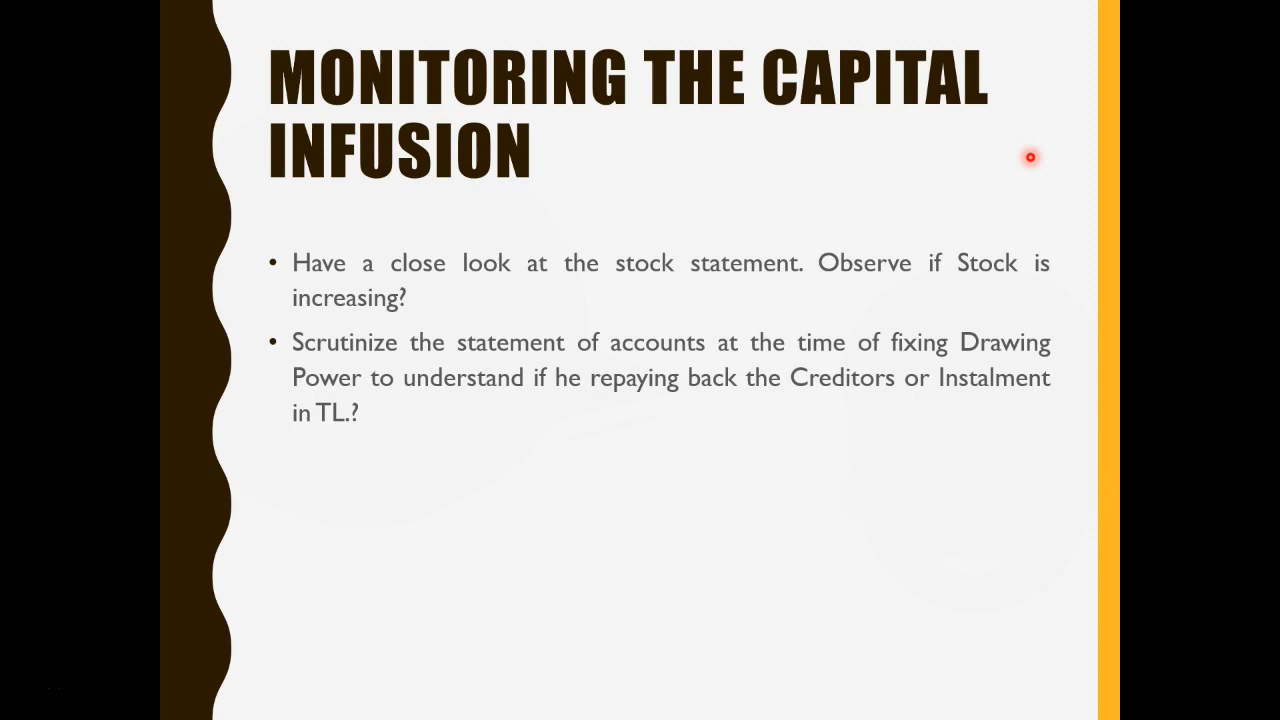 MONITORING THE CAPITAL
INFUSION
• Have a close look at the stock statement. Observe if Stock is
increasing?
• Scrutinize the statement of accounts at the time of fixing Drawing
Power to understand if he repaying back the Creditors or Instalment
in TL.?